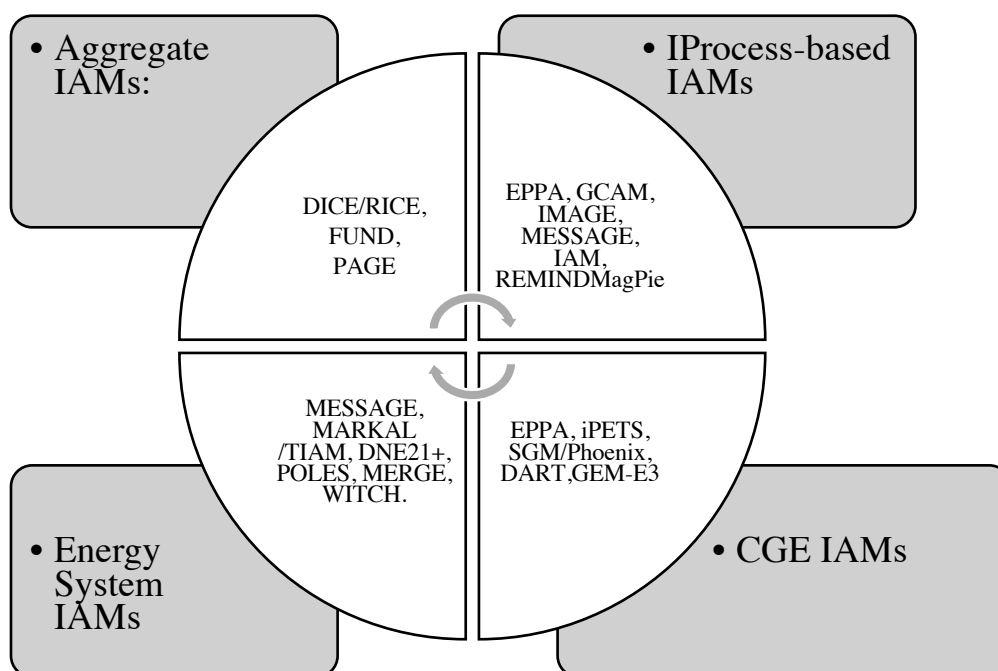 • Aggregate
IAMs:
• IProcess-based
IAMs
DICE/RICE,
FUND,
PAGE
EPPA, GCAM,
IMAGE,
MESSAGE,
IAM,
REMINDMagPie
MESSAGE,
MARKAL
/TIAM, DNE21+,
POLES, MERGE,
WITCH.
EPPA, iPETS,
SGM/Phoenix,
DART,GEM-E3
• Energy
System
IAMs
• CGE IAMs